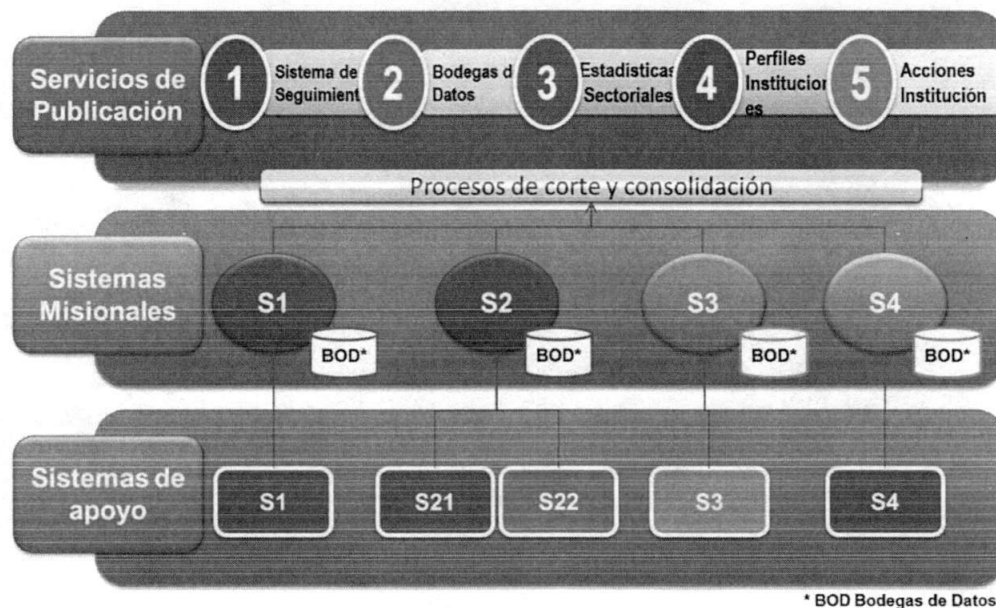 Servicios de
Publicación
1
Sistema de
Seguimient
2
Bodegas d
Datos
3
Estadísticas
Sectoriales
4
Perfiles
Institucion
es
5
Acciones
Institución
Procesos de corte y consolidación
Sistemas
Misionales
S1
BOD*
S2
BOD*
S3
BOD*
S4
BOD*
Sistemas de
apoyo
S1
S21
S22
S3
S4
* BOD Bodegas de Datos